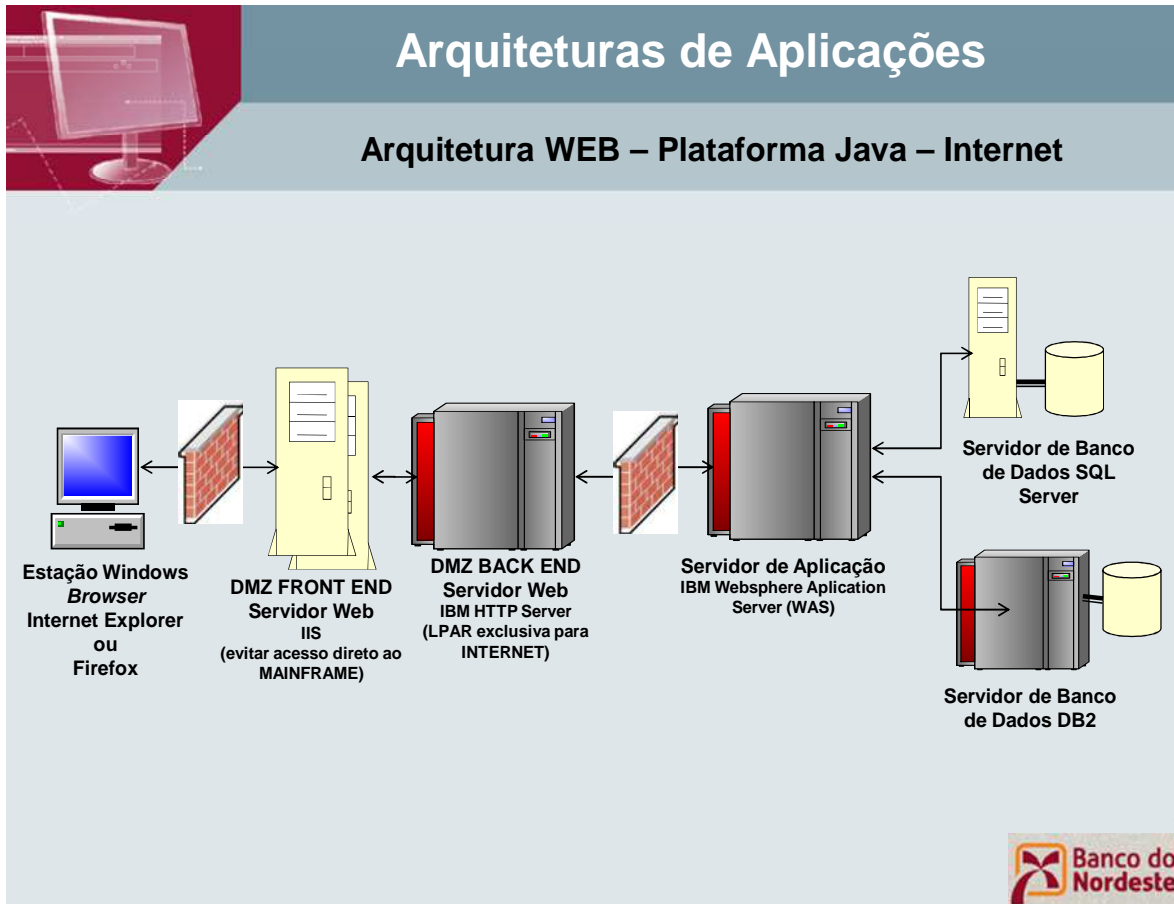 Arquiteturas de Aplicações
Arquitetura WEB – Plataforma Java – Internet
Estação Windows
Browser
Internet Explorer
ou
Firefox
DMZ FRONT END
Servidor Web
IIS
(evitar acesso direto ao
MAINFRAME)
DMZ BACK END
Servidor Web
IBM HTTP Server
(LPAR exclusiva para
INTERNET)
Servidor de Aplicação
IBM Websphere Aplication
Server (WAS)
Servidor de Banco
de Dados SQL
Server
Servidor de Banco
de Dados DB2
Banco do
Nordeste